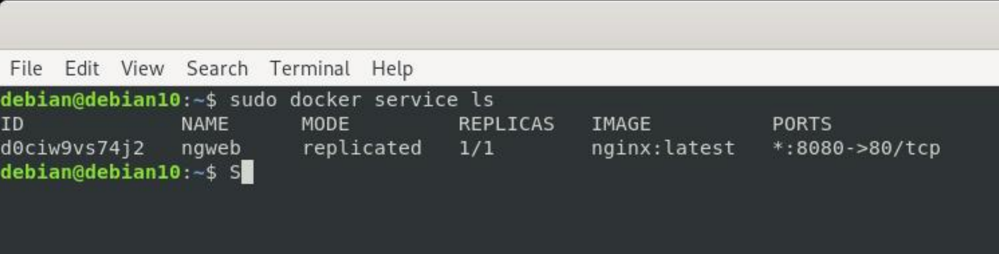 File Edit View Search Terminal Help
debian@debian10:~$ sudo docker service ls
ID NAME MODE REPLICAS IMAGE PORTS
d0ciw9vs74j2 ngweb replicated 1/1 nginx:latest *:8080->80/tcp
debian@debian10:~$ S